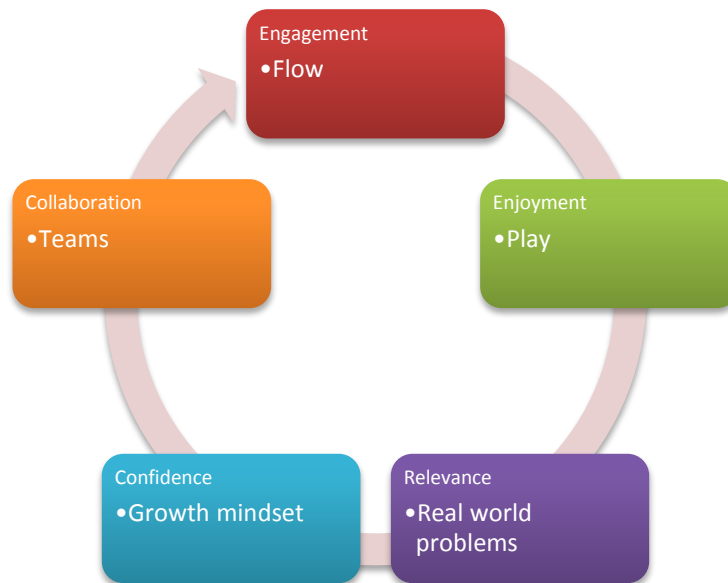 Engagement
•Flow
Enjoyment
•Play
Relevance
•Real world
problems
Confidence
•Growth mindset
Collaboration
•Teams